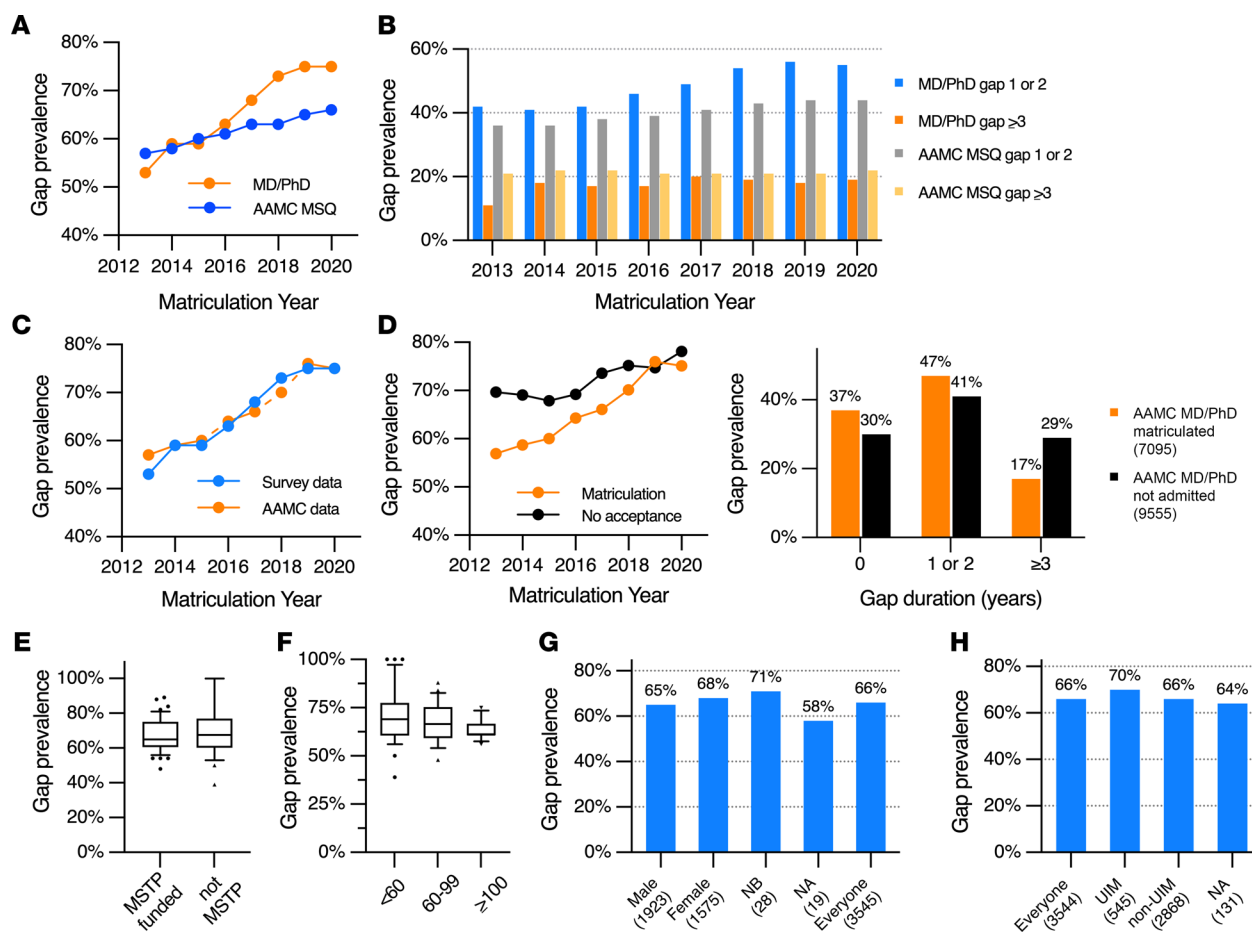 A
80%
70%
60%
50%
40%
Gap prevalence
MD/PhD
AAMC MSQ
2012 2014 2016 2018 2020
Matriculation Year
B
60%
40%
20%
0%
Gap prevalence
2013 2014 2015 2016 2017 2018 2019 2020
Matriculation Year
MD/PhD gap 1 or 2
MD/PhD gap ≥3
AAMC MSQ gap 1 or 2
AAMC MSQ gap ≥3
C
80%
70%
60%
50%
40%
Gap prevalence
Survey data
AAMC data
2012 2014 2016 2018 2020
Matriculation Year
D
80%
70%
60%
50%
40%
Gap prevalence
Matriculation
No acceptance
2012 2014 2016 2018 2020
Matriculation Year
40%
20%
0%
Gap prevalence
37% 30% 47% 41% 17% 29%
0 1 or 2 ≥3
Gap duration (years)
AAMC MD/PhD
matriculated
(7095)
AAMC MD/PhD
not admitted
(9555)
E
100%
80%
60%
40%
20%
0%
Gap prevalence
MSTP
funded
not
MSTP
F
100%
75%
50%
25%
0%
Gap prevalence
<60
60-99
≥100
G
80%
60%
40%
20%
0%
Gap prevalence
65% 68% 71% 58% 66%
Male
(1923)
Female
(1575)
NB
(28)
NA
(19)
Everyone
(3545)
H
80%
60%
40%
20%
0%
Gap prevalence
66% 70% 66% 64%
Everyone
(3544)
UIM
(545)
non-UIM
(2868)
NA
(131)